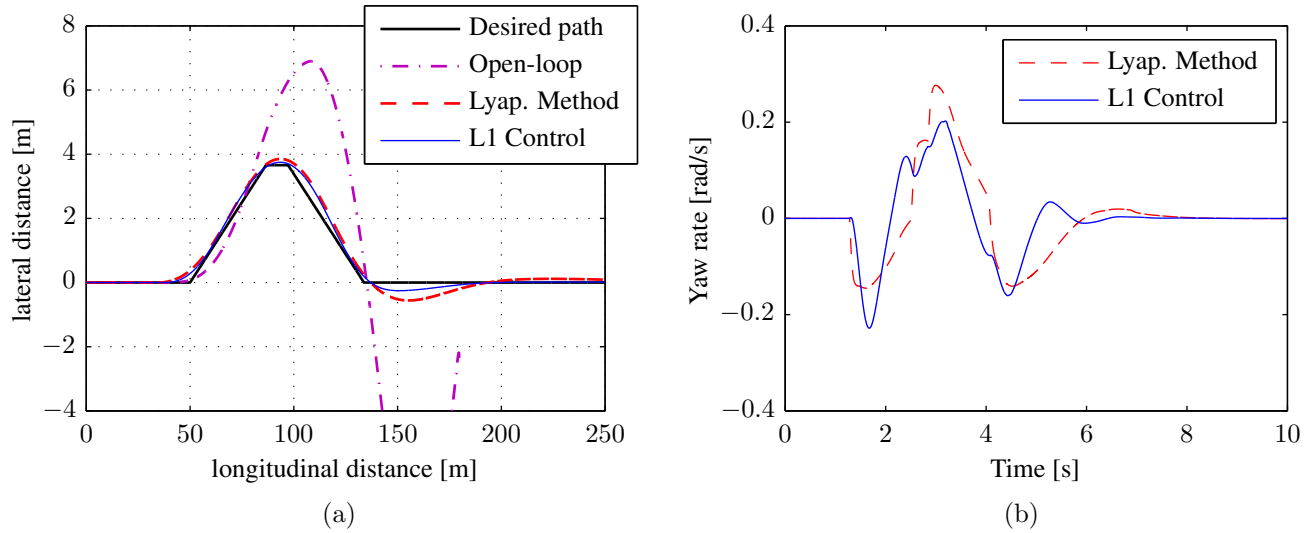 8
6
4
2
0
−2
−4
0
50
100
150
200
250
lateral distance [m]
longitudinal distance [m]
Desired path
Open-loop
Lyap. Method
L1 Control
(a)
0.4
0.2
0
−0.2
−0.4
0
2
4
6
8
10
Yaw rate [rad/s]
Time [s]
Lyap. Method
L1 Control
(b)